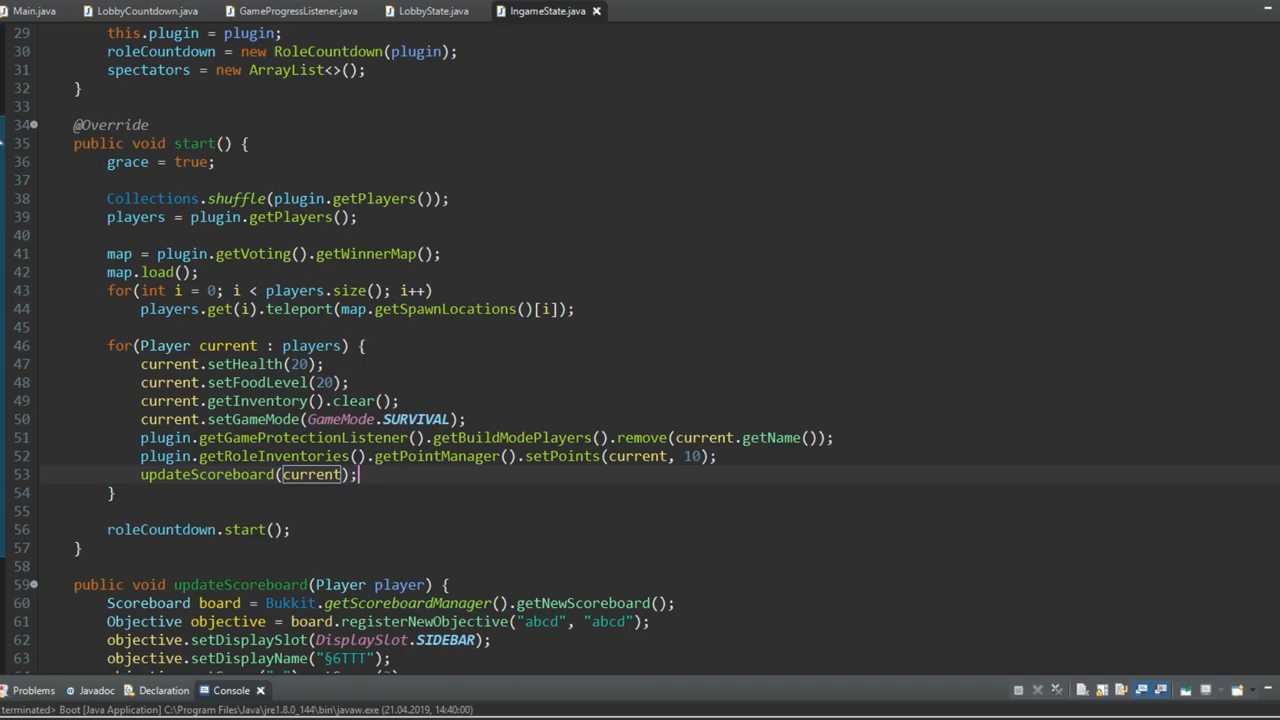 Main.java LobbyCountdown.java GameProgressListener.java LobbyState.java IngameState.java
29 this.plugin = plugin;
30 roleCountdown = new RoleCountdown(plugin);
31 spectators = new ArrayList<>();
32 }
33
34 @Override
35 public void start() {
36 grace = true;
37
38 Collections.shuffle(plugin.getPlayers());
39 players = plugin.getPlayers();
40
41 map = plugin.getVoting().getWinnerMap();
42 map.load();
43 for(int i = 0; i < players.size(); i++)
44 players.get(i).teleport(map.getSpawnLocations()[i]);
45
46 for(Player current : players) {
47 current.setHealth(20);
48 current.setFoodLevel(20);
49 current.getInventory().clear();
50 current.setGameMode(GameMode.SURVIVAL);
51 plugin.getGameProtectionListener().getBuildModePlayers().remove(current.getName());
52 plugin.getRoleInventories().getPointManager().setPoints(current, 10);
53 updateScoreboard(current);
54 }
55
56 roleCountdown.start();
57 }
58
59 public void updateScoreboard(Player player) {
60 Scoreboard board = Bukkit.getScoreboardManager().getNewScoreboard();
61 Objective objective = board.registerNewObjective("abcd", "abcd");
62 objective.setDisplaySlot(DisplaySlot.SIDEBAR);
63 objective.setDisplayName("§6TTT");
Problems Javadoc Declaration Console
terminated> Boot [Java Application] C:\Program Files\Java\jre1.8.0_144\bin\javaw.exe (21.04.2019, 14:40:00)